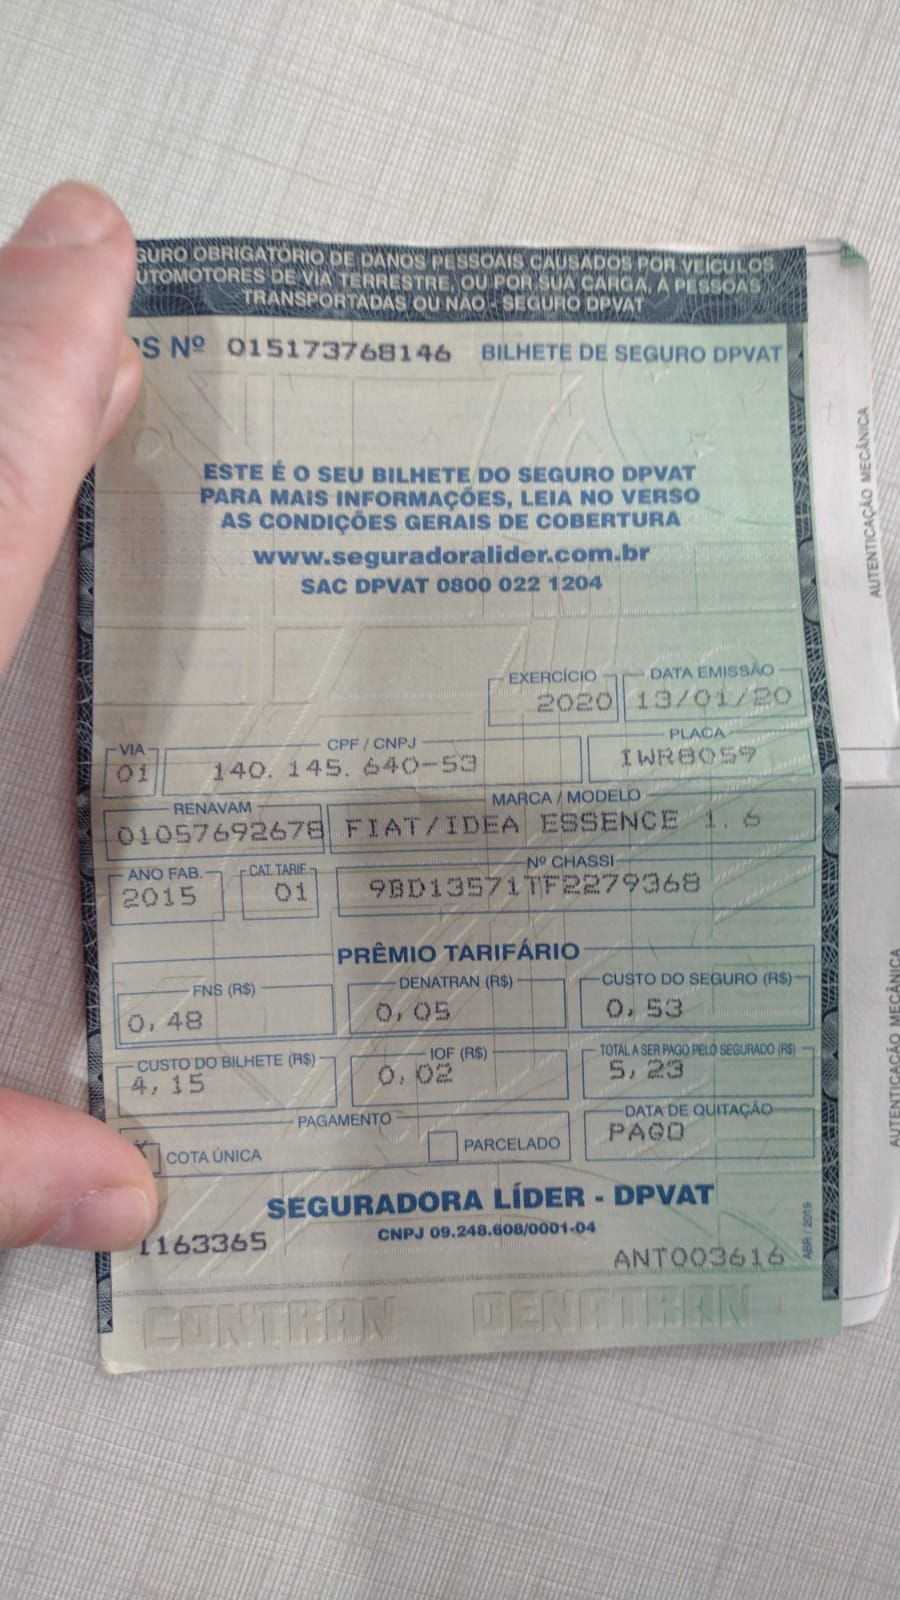 GURO OBRIGATÓRIO DE DANOS PESSOAIS CAUSADOS POR VEÍCULOS
UTOMOTORES DE VIA TERRESTRE, OU POR SUA CARGA, A PESSOAS
TRANSPORTADAS OU NÃO - SEGURO DPVAT
S Nº 015173768146 BILHETE DE SEGURO DPVAT
ESTE É O SEU BILHETE DO SEGURO DPVAT
PARA MAIS INFORMAÇÕES, LEIA NO VERSO
AS CONDIÇÕES GERAIS DE COBERTURA
www.seguradoralider.com.br
SAC DPVAT 0800 022 1204
EXERCÍCIO DATA EMISSÃO
2020 13/01/20
VIA CPF / CNPJ PLACA
01 140.145.640-53 IWR8059
RENAVAM MARCA / MODELO
01057692678 FIAT/IDEA ESSENCE 1.6
ANO FAB. CAT. TARIF. Nº CHASSI
2015 01 9BD13571TF2279368
PRÊMIO TARIFÁRIO
FNS (R$) DENATRAN (R$) CUSTO DO SEGURO (R$)
0,48 0,05 0,53
CUSTO DO BILHETE (R$) IOF (R$) TOTAL A SER PAGO PELO SEGURADO (R$)
4,15 0,02 5,23
PAGAMENTO DATA DE QUITAÇÃO
X COTA ÚNICA PARCELADO PAGO
SEGURADORA LÍDER - DPVAT
CNPJ 09.248.608/0001-04
1163365 ANT003616
ABR / 2019
CONTRAN DENATRAN
AUTENTICAÇÃO MECÂNICA
AUTENTICAÇÃO MECÂNICA